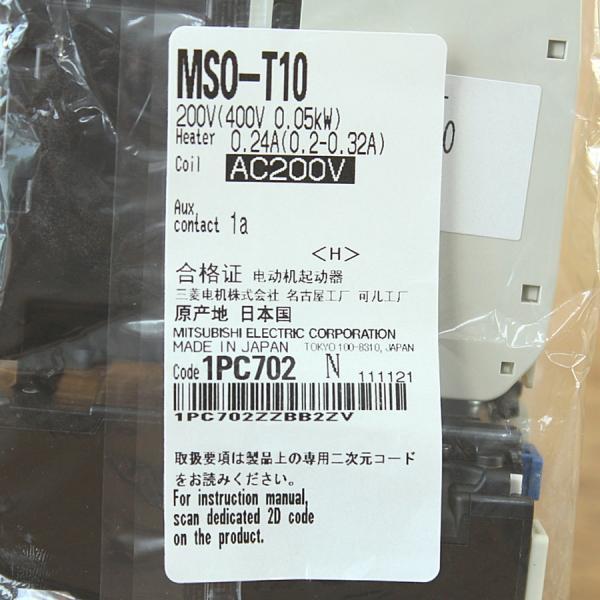 MSO-T10
200V(400V 0.05kW)
Heater 0.24A(0.2-0.32A)
Coil AC200V
Aux.
contact 1a
<H>
合格证 电动机起动器
三菱电机株式会社 名古屋工厂 可儿工厂
原产地 日本国
MITSUBISHI ELECTRIC CORPORATION
MADE IN JAPAN TOKYO 100-8310, JAPAN
Code 1PC702 N 111121
1PC702ZZBB2ZV
取扱要項は製品上の専用二次元コード
をお読みください。
For instruction manual,
scan dedicated 2D code
on the product.